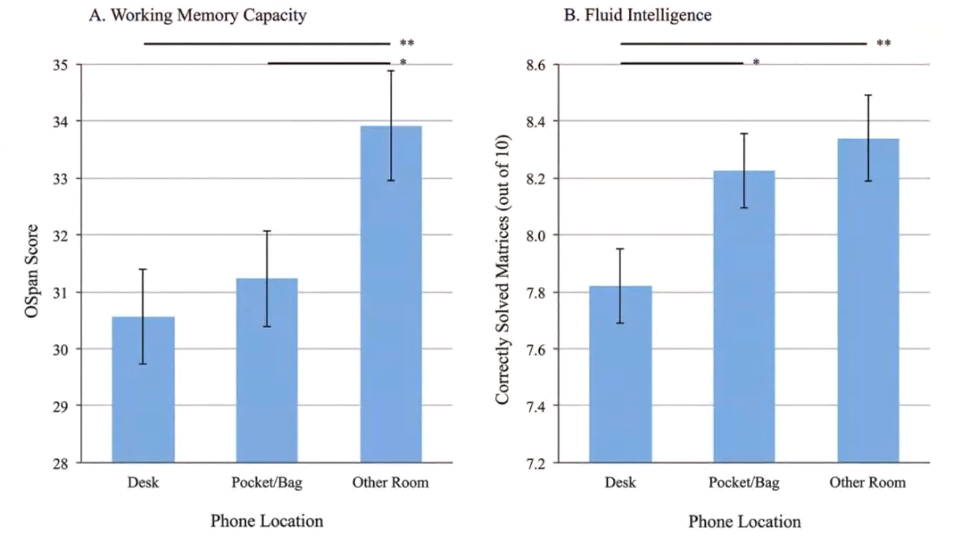 A. Working Memory Capacity
**
*
35
34
33
32
31
30
29
28
OSpan Score
Desk
Pocket/Bag
Other Room
Phone Location
B. Fluid Intelligence
**
*
8.6
8.4
8.2
8.0
7.8
7.6
7.4
7.2
Correctly Solved Matrices (out of 10)
Desk
Pocket/Bag
Other Room
Phone Location